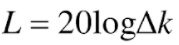 L = 20logΔk